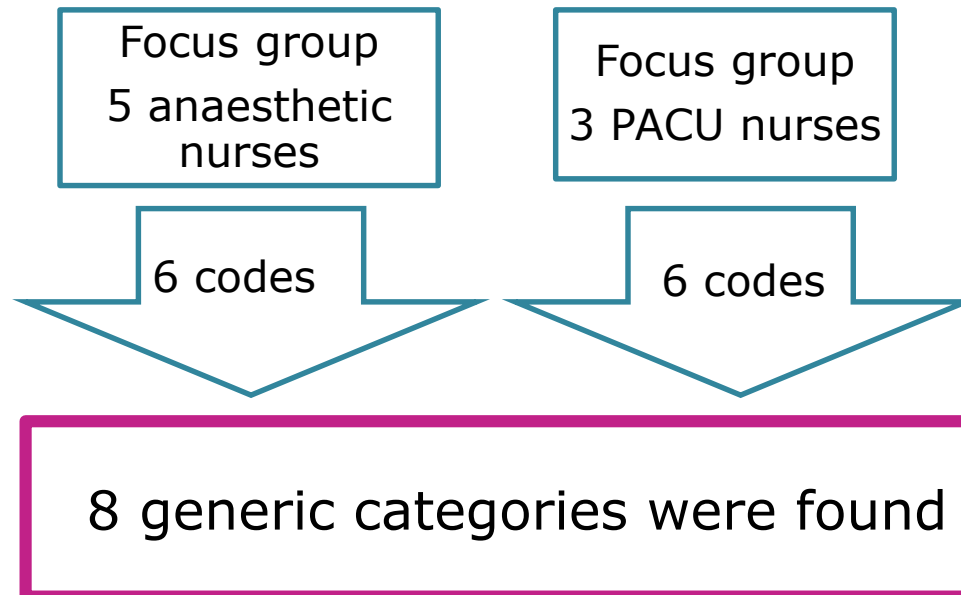 Focus group
5 anaesthetic
nurses
Focus group
3 PACU nurses
6 codes
6 codes
8 generic categories were found